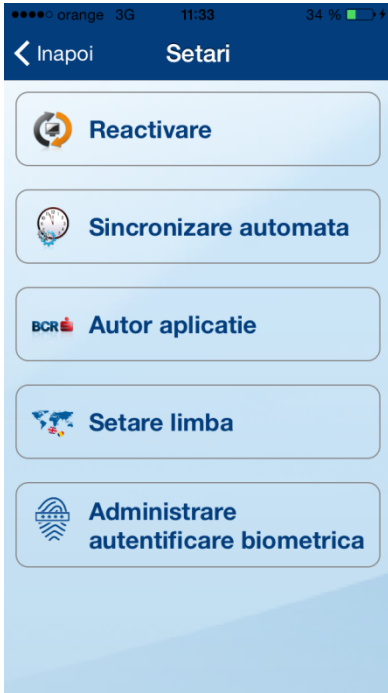 orange 3G 11:33 34 %
Inapoi Setari
Reactivare
Sincronizare automata
BCR Autor aplicatie
Setare limba
Administrare
autentificare biometrica